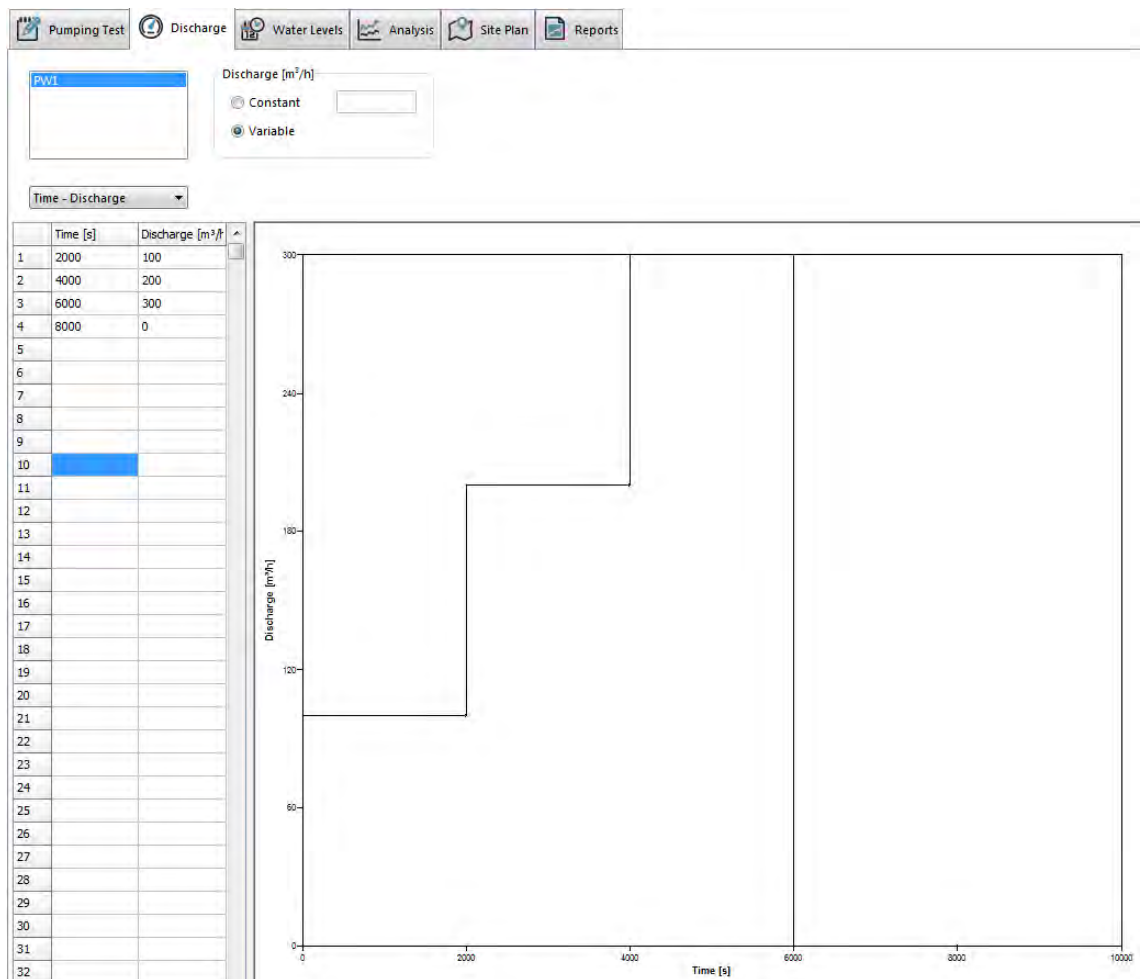 Pumping Test Discharge Water Levels Analysis Site Plan Reports
PW1
Discharge [m³/h]
Constant
Variable
Time - Discharge
Time [s] Discharge [m³/h
1 2000 100
2 4000 200
3 6000 300
4 8000 0
5
6
7
8
9
10
11
12
13
14
15
16
17
18
19
20
21
22
23
24
25
26
27
28
29
30
31
32
300
240
180
120
60
0
Discharge [m³/h]
0 2000 4000 6000 8000 10000
Time [s]